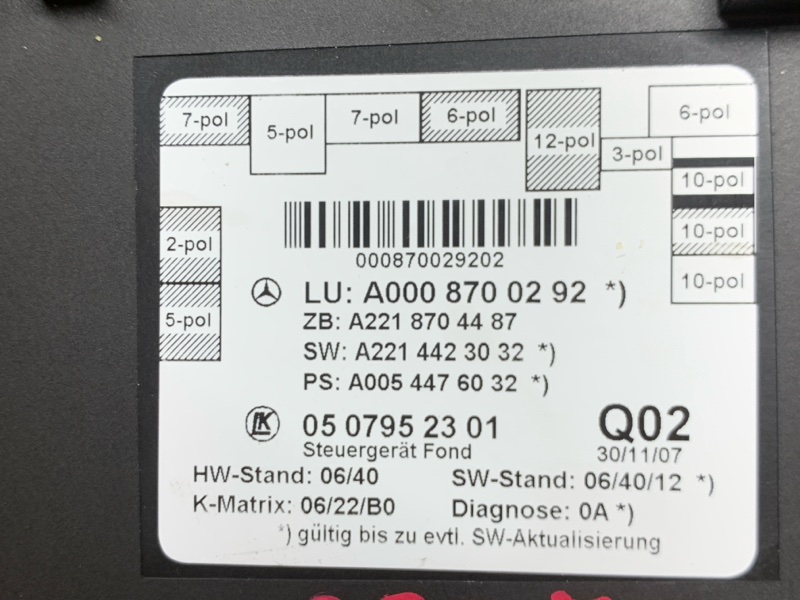 7-pol
5-pol
7-pol
6-pol
12-pol
3-pol
6-pol
10-pol
10-pol
10-pol
2-pol
5-pol
000870029202
LU: A000 870 02 92 *)
ZB: A221 870 44 87
SW: A221 442 30 32 *)
PS: A005 447 60 32 *)
LK 05 0795 23 01 Q02
Steuergerät Fond 30/11/07
HW-Stand: 06/40 SW-Stand: 06/40/12 *)
K-Matrix: 06/22/B0 Diagnose: 0A *)
*) gültig bis zu evtl. SW-Aktualisierung